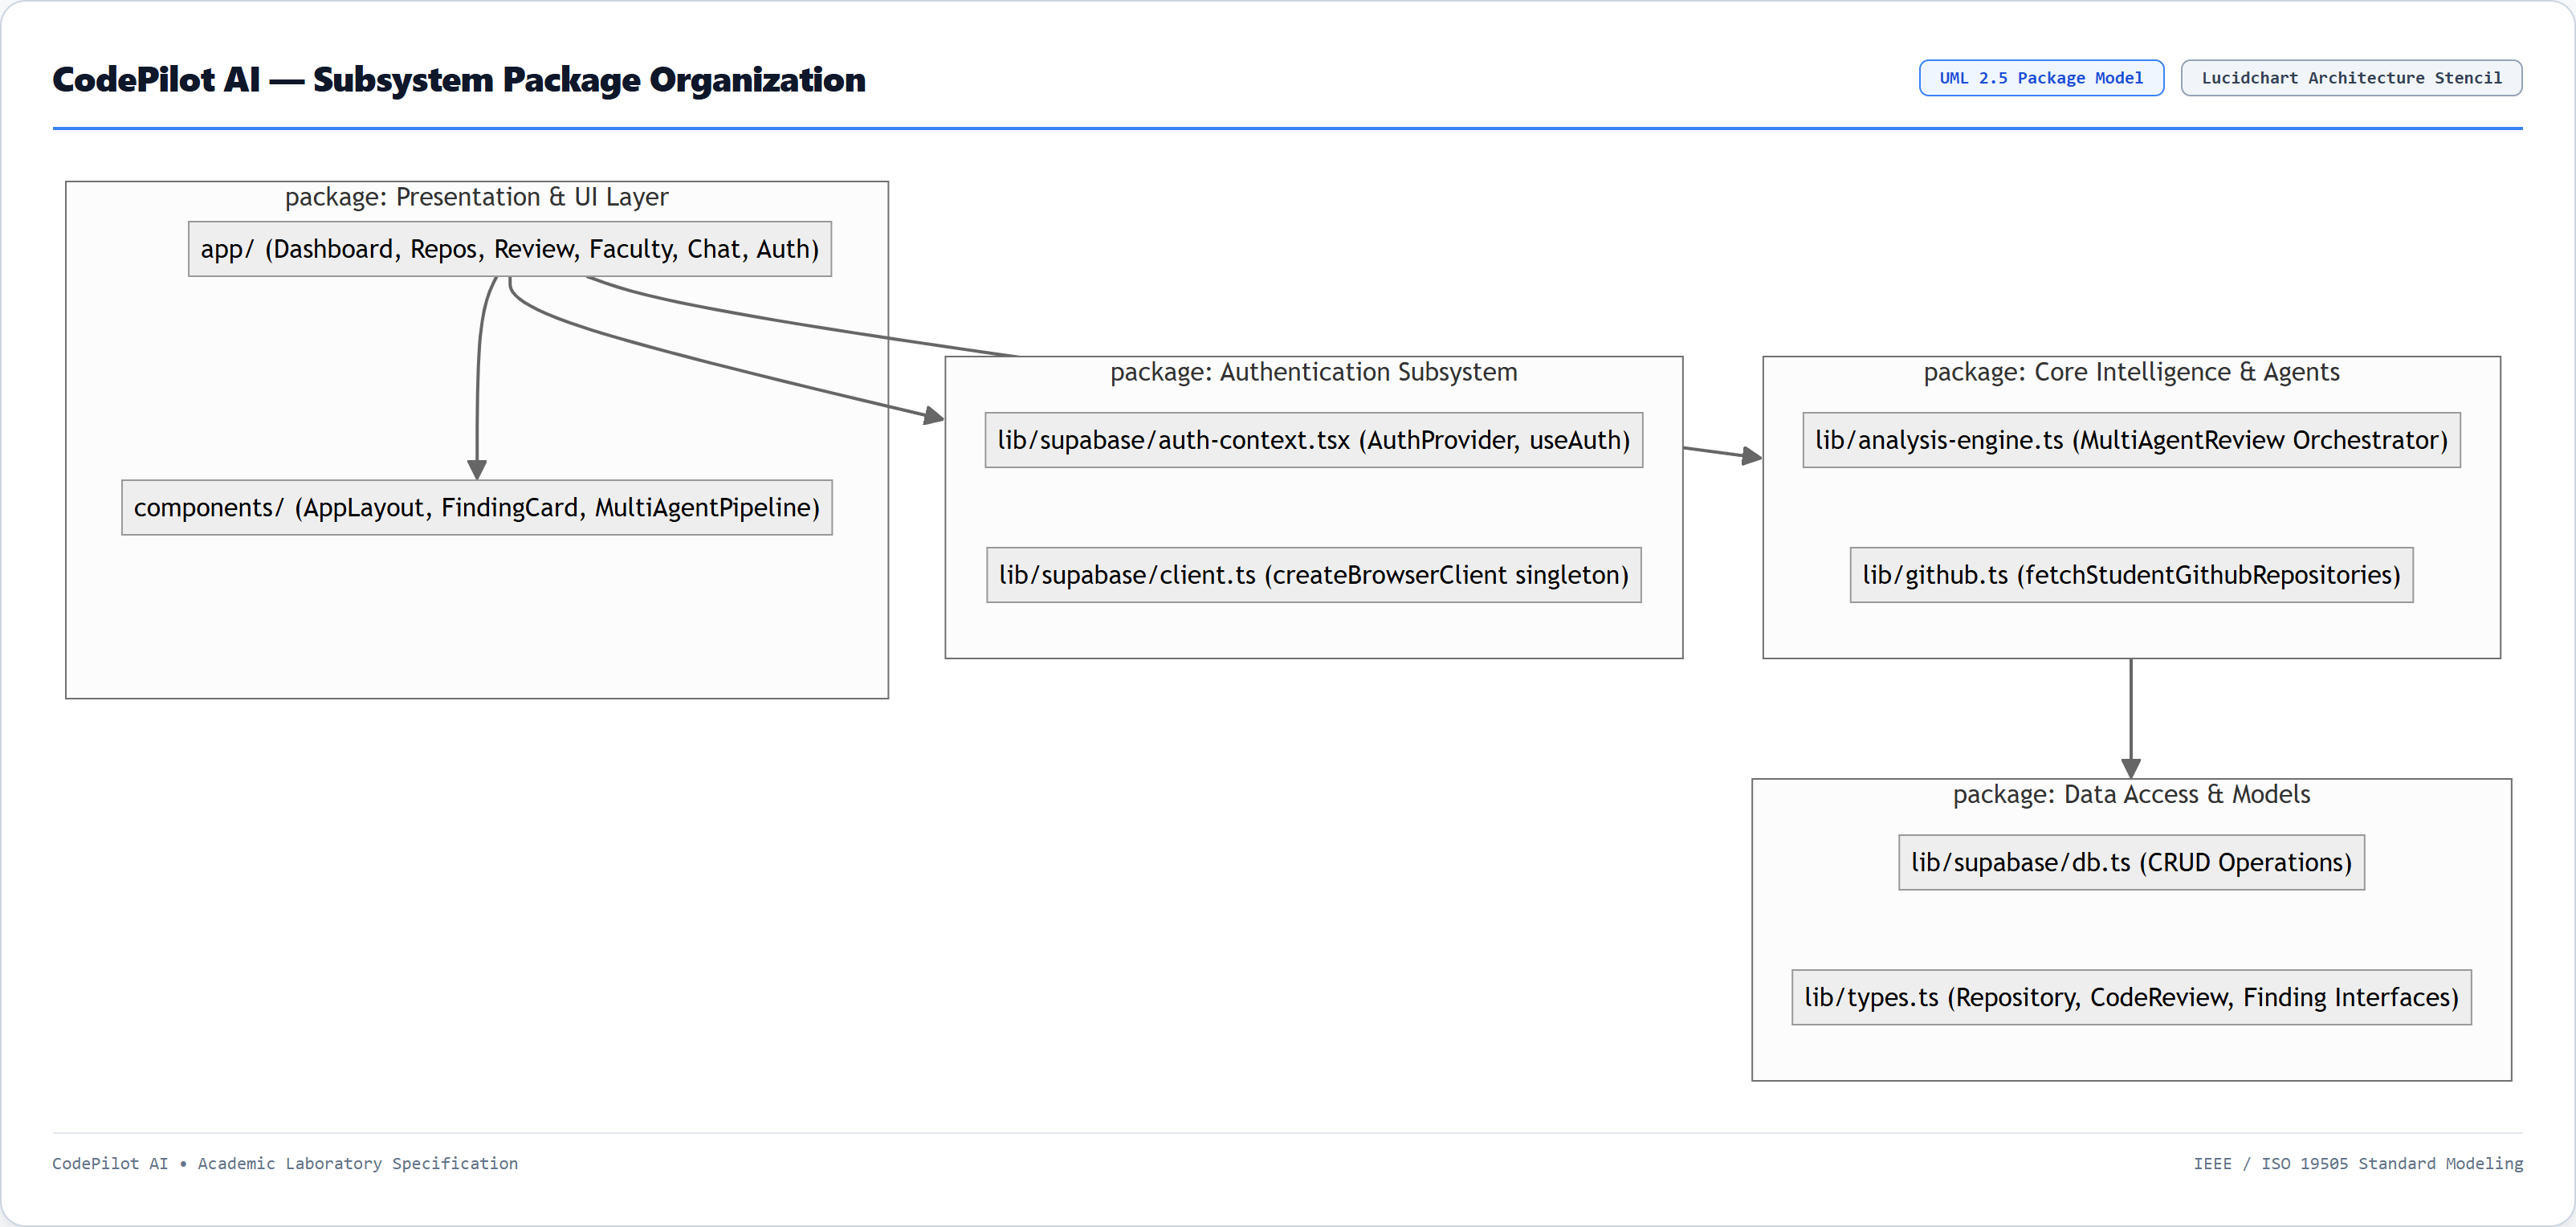 CodePilot AI — Subsystem Package Organization
UML 2.5 Package Model
Lucidchart Architecture Stencil
package: Presentation & UI Layer
app/ (Dashboard, Repos, Review, Faculty, Chat, Auth)
components/ (AppLayout, FindingCard, MultiAgentPipeline)
package: Authentication Subsystem
lib/supabase/auth-context.tsx (AuthProvider, useAuth)
lib/supabase/client.ts (createBrowserClient singleton)
package: Core Intelligence & Agents
lib/analysis-engine.ts (MultiAgentReview Orchestrator)
lib/github.ts (fetchStudentGithubRepositories)
package: Data Access & Models
lib/supabase/db.ts (CRUD Operations)
lib/types.ts (Repository, CodeReview, Finding Interfaces)
CodePilot AI • Academic Laboratory Specification
IEEE / ISO 19505 Standard Modeling